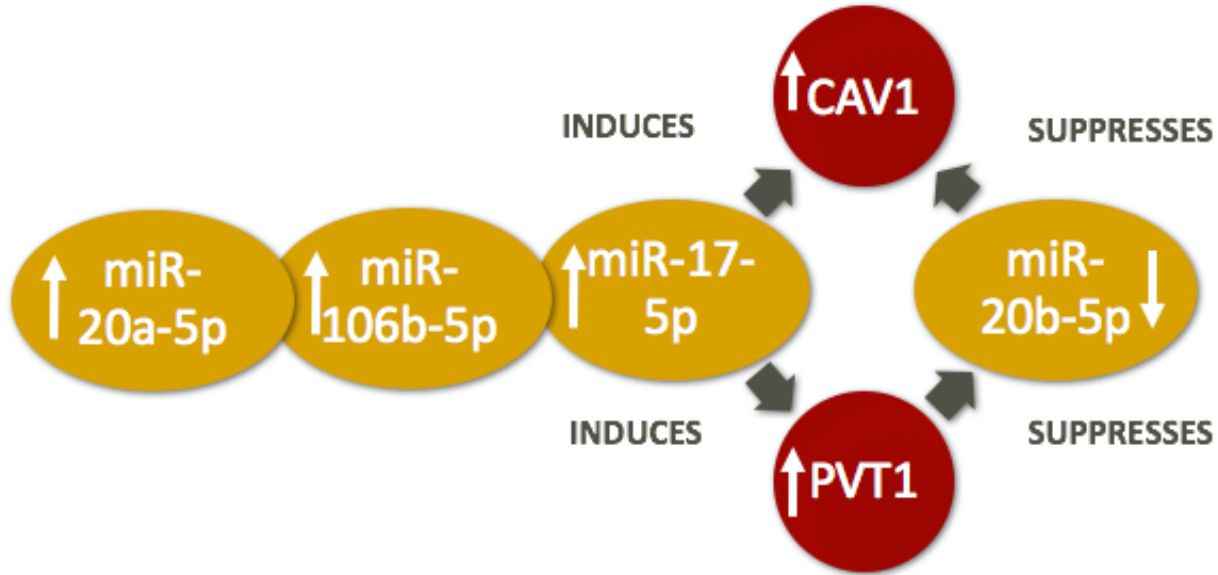 CAV1
INDUCES
SUPPRESSES
miR-
20a-5p
miR-
106b-5p
miR-17-
5p
miR-
20b-5p
INDUCES
SUPPRESSES
PVT1